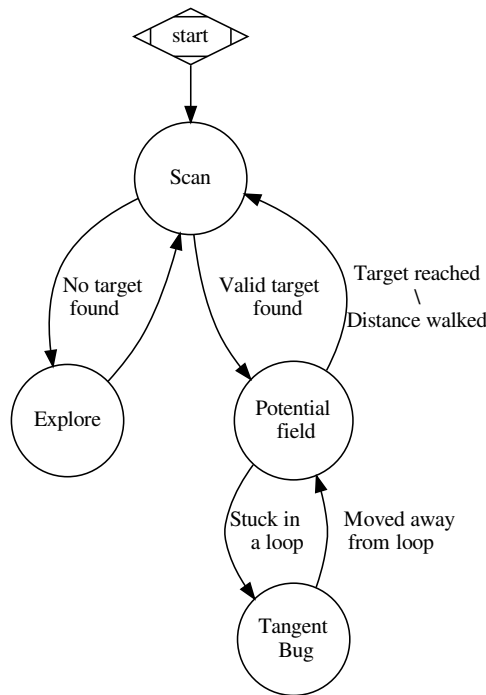 start
Scan
No target
found
Valid target
found
Target reached
\
Distance walked
Explore
Potential
field
Stuck in
a loop
Moved away
from loop
Tangent
Bug